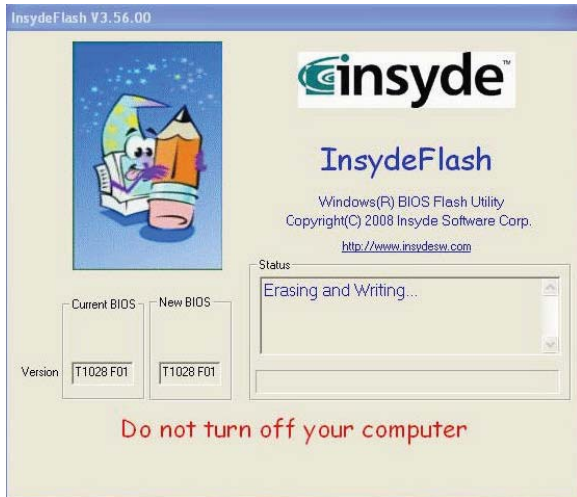 InsydeFlash V3.56.00
insyde™
InsydeFlash
Windows(R) BIOS Flash Utility
Copyright(C) 2008 Insyde Software Corp.
http://www.insydesw.com
Status
Erasing and Writing...
Current BIOS
New BIOS
Version T1028 F01 T1028 F01
Do not turn off your computer